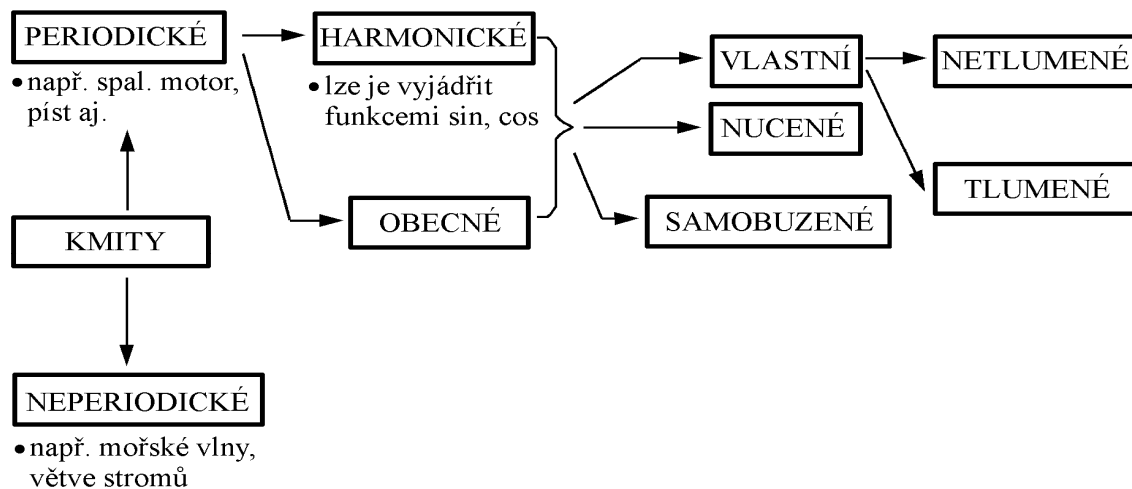 PERIODICKÉ
• např. spal. motor,
píst aj.
HARMONICKÉ
• lze je vyjádřit
funkcemi sin, cos
VLASTNÍ
NETLUMENÉ
NUCENÉ
TLUMENÉ
OBECNÉ
SAMOBUZENÉ
KMITY
NEPERIODICKÉ
• např. mořské vlny,
větve stromů